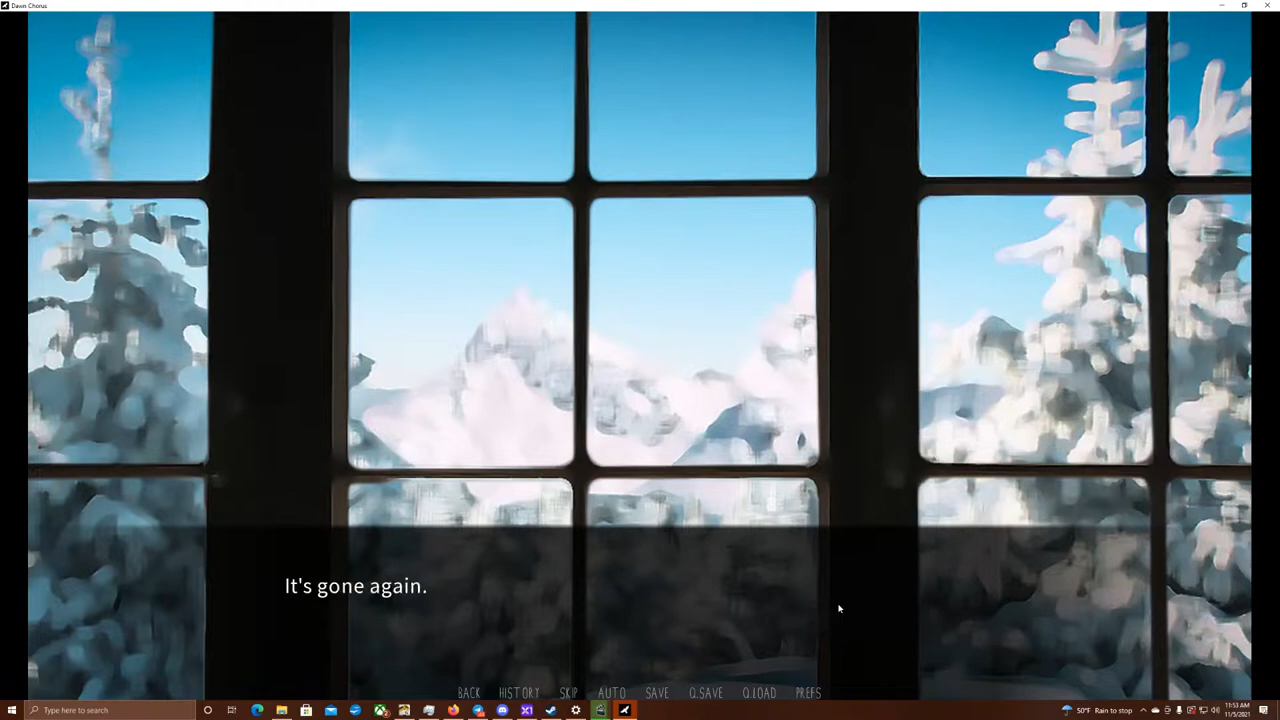 Dawn Chorus
It's gone again.
BACK HISTORY SKIP AUTO SAVE Q.SAVE Q.LOAD PREFS
Type here to search
50°F Rain to stop
11:53 AM
11/5/2021